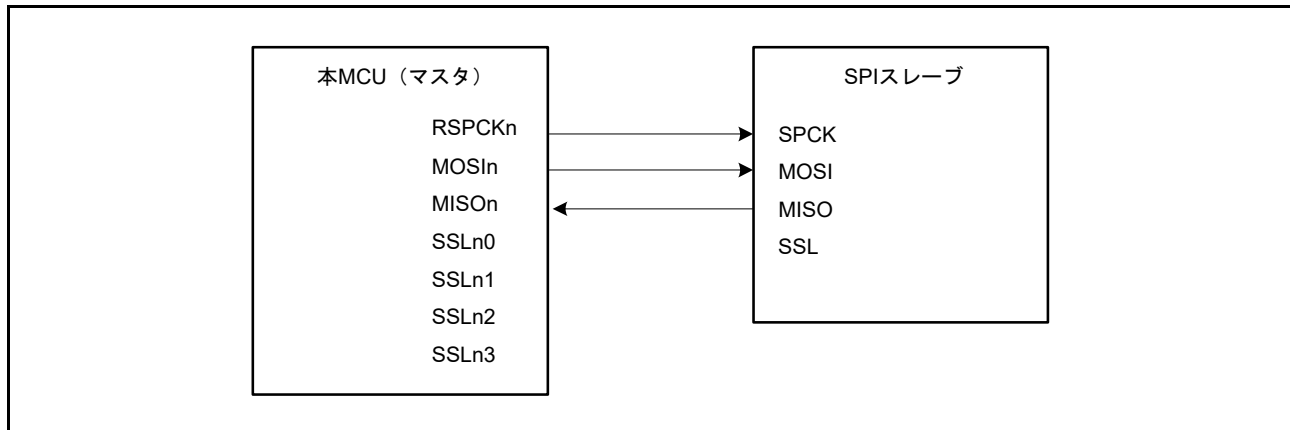 本MCU（マスタ）
RSPCKn
MOSIn
MISOn
SSLn0
SSLn1
SSLn2
SSLn3
SPIスレーブ
SPCK
MOSI
MISO
SSL